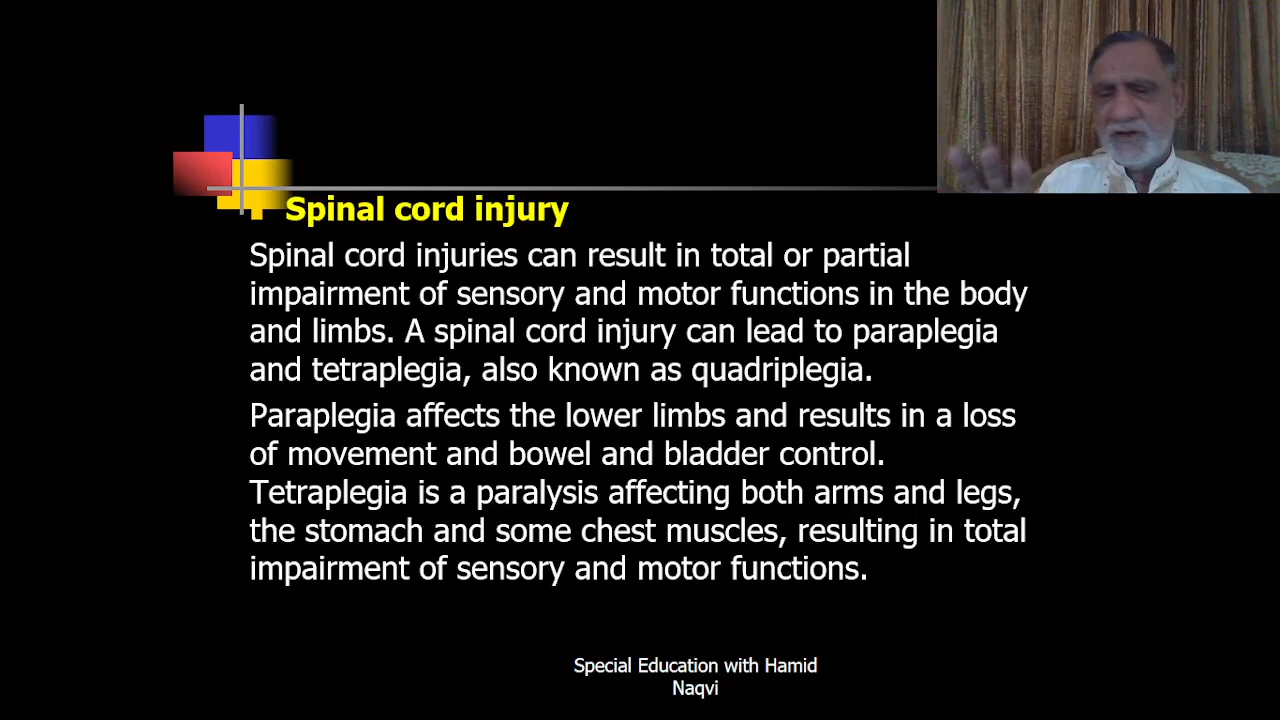 Spinal cord injury
Spinal cord injuries can result in total or partial
impairment of sensory and motor functions in the body
and limbs. A spinal cord injury can lead to paraplegia
and tetraplegia, also known as quadriplegia.
Paraplegia affects the lower limbs and results in a loss
of movement and bowel and bladder control.
Tetraplegia is a paralysis affecting both arms and legs,
the stomach and some chest muscles, resulting in total
impairment of sensory and motor functions.
Special Education with Hamid
Naqvi